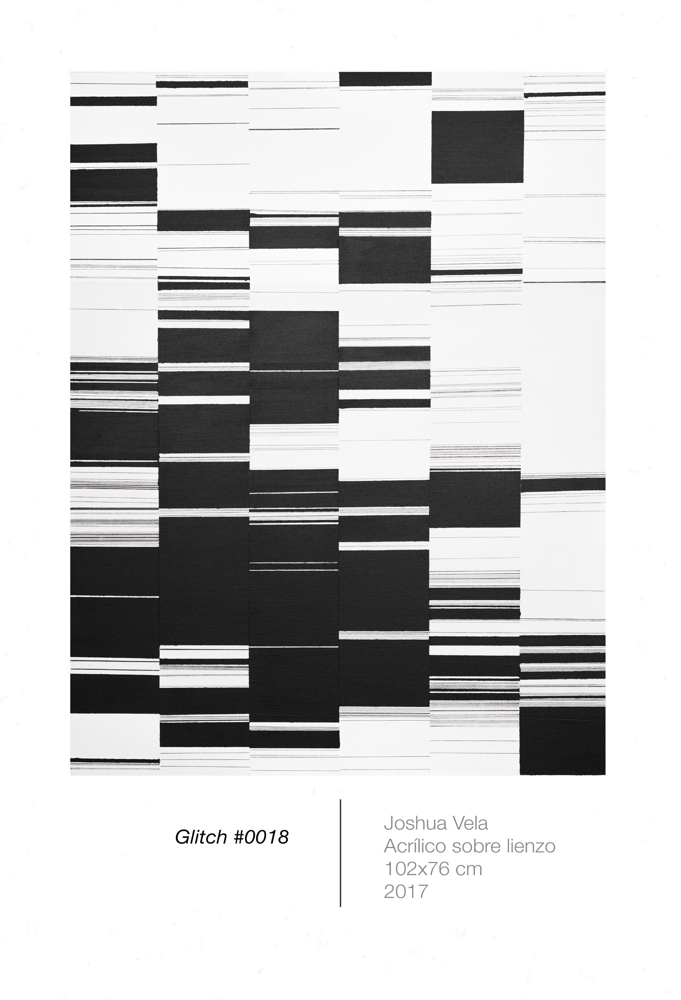 Glitch #0018
Joshua Vela
Acrílico sobre lienzo
102x76 cm
2017